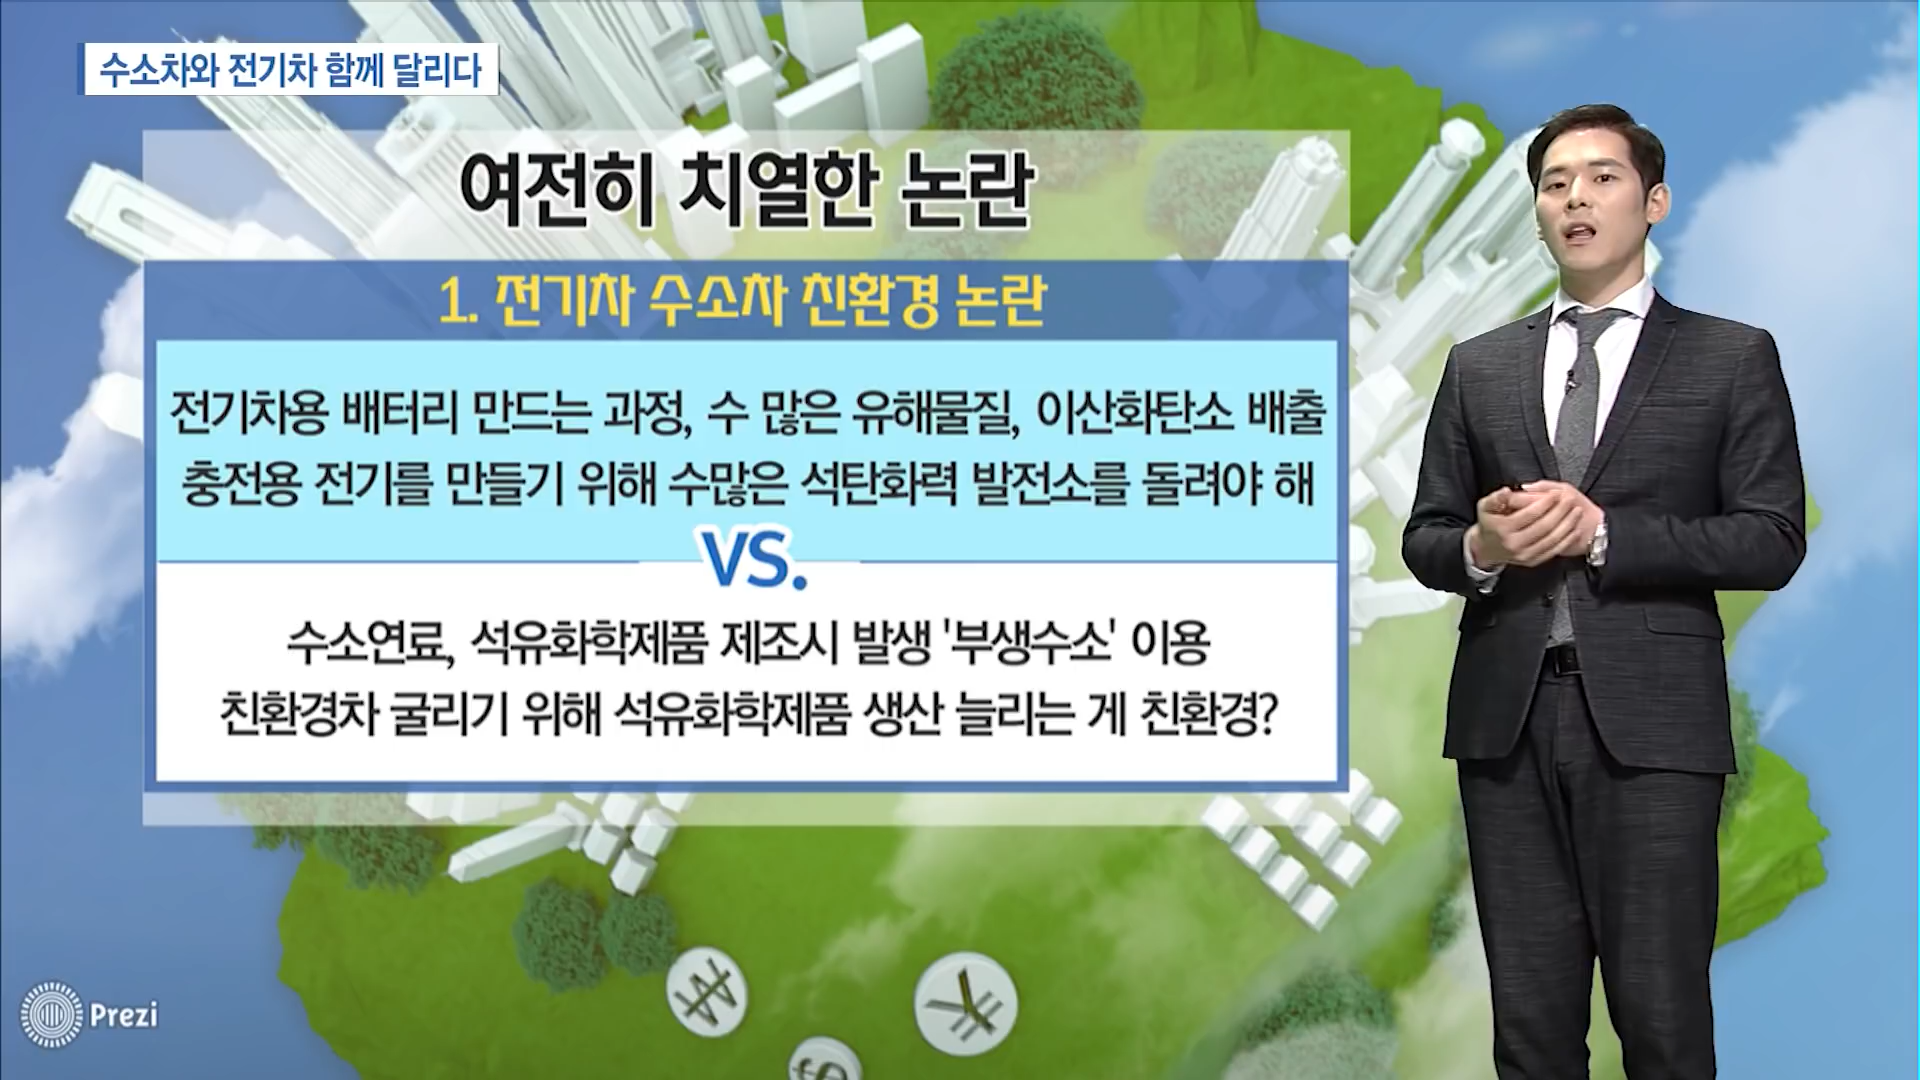 수소차와 전기차 함께 달리다
여전히 치열한 논란
1. 전기차 수소차 친환경 논란
전기차용 배터리 만드는 과정, 수 많은 유해물질, 이산화탄소 배출
충전용 전기를 만들기 위해 수많은 석탄화력 발전소를 돌려야 해
VS.
수소연료, 석유화학제품 제조시 발생 '부생수소' 이용
친환경차 굴리기 위해 석유화학제품 생산 늘리는 게 친환경?
Prezi